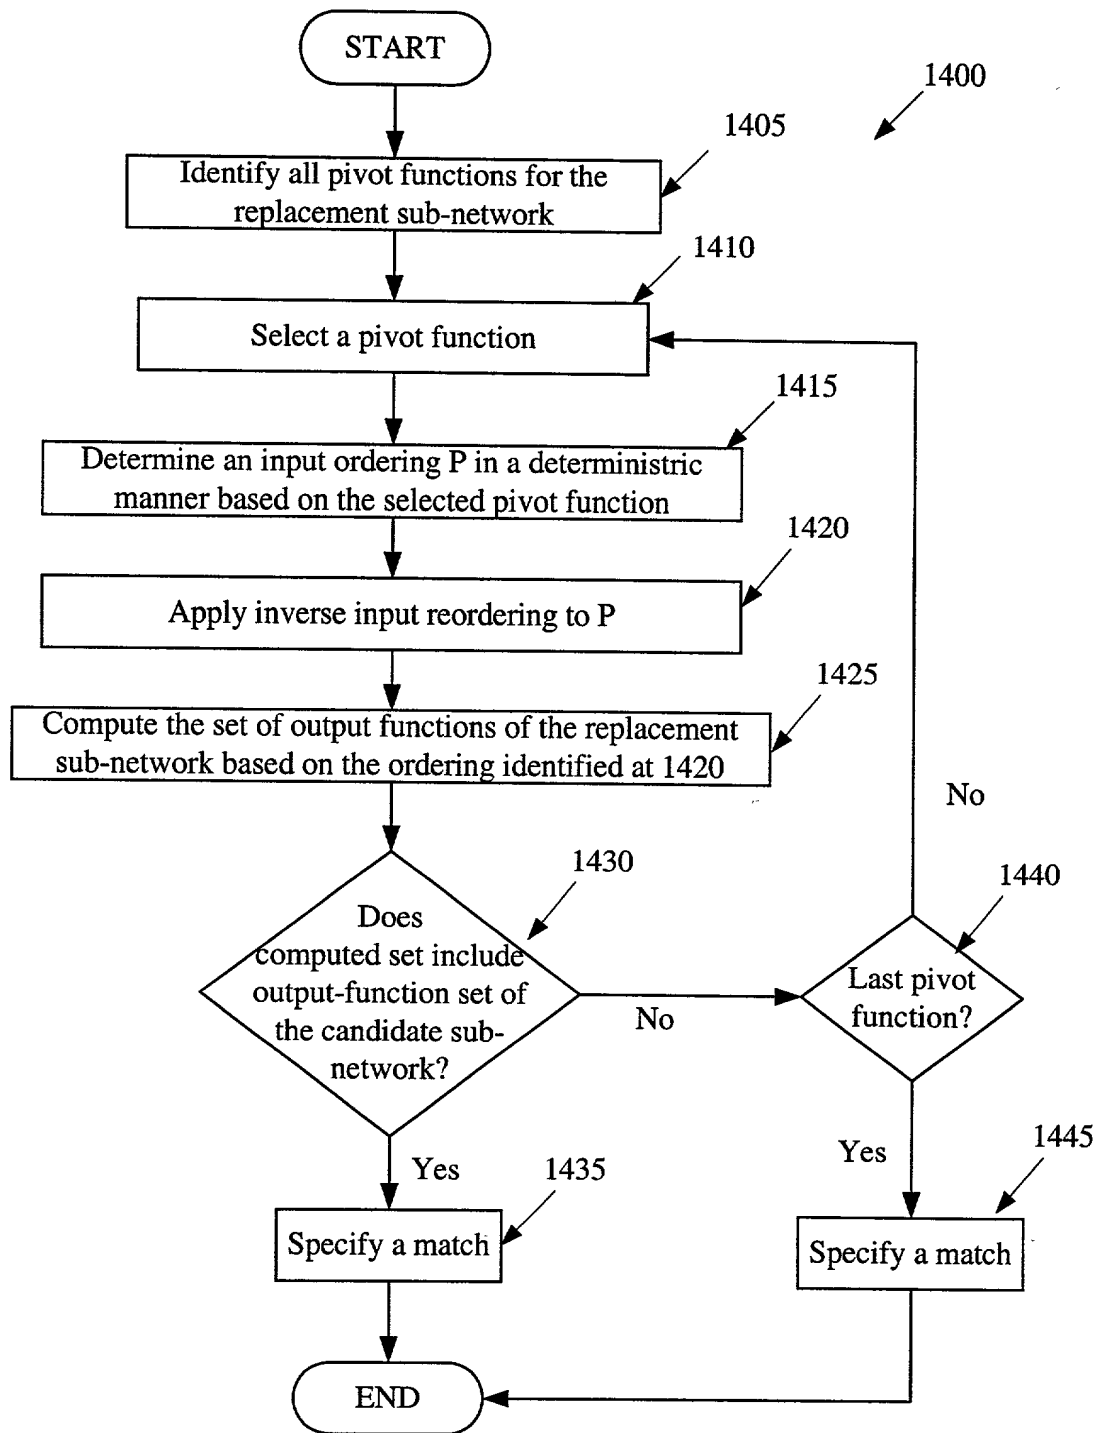 START
1400
1405
Identify all pivot functions for the
replacement sub-network
1410
Select a pivot function
1415
Determine an input ordering P in a deterministric
manner based on the selected pivot function
1420
Apply inverse input reordering to P
1425
Compute the set of output functions of the replacement
sub-network based on the ordering identified at 1420
No
1430
Does
computed set include
output-function set of
the candidate sub-
network?
No
1440
Last pivot
function?
Yes
1435
Specify a match
Yes
1445
Specify a match
END